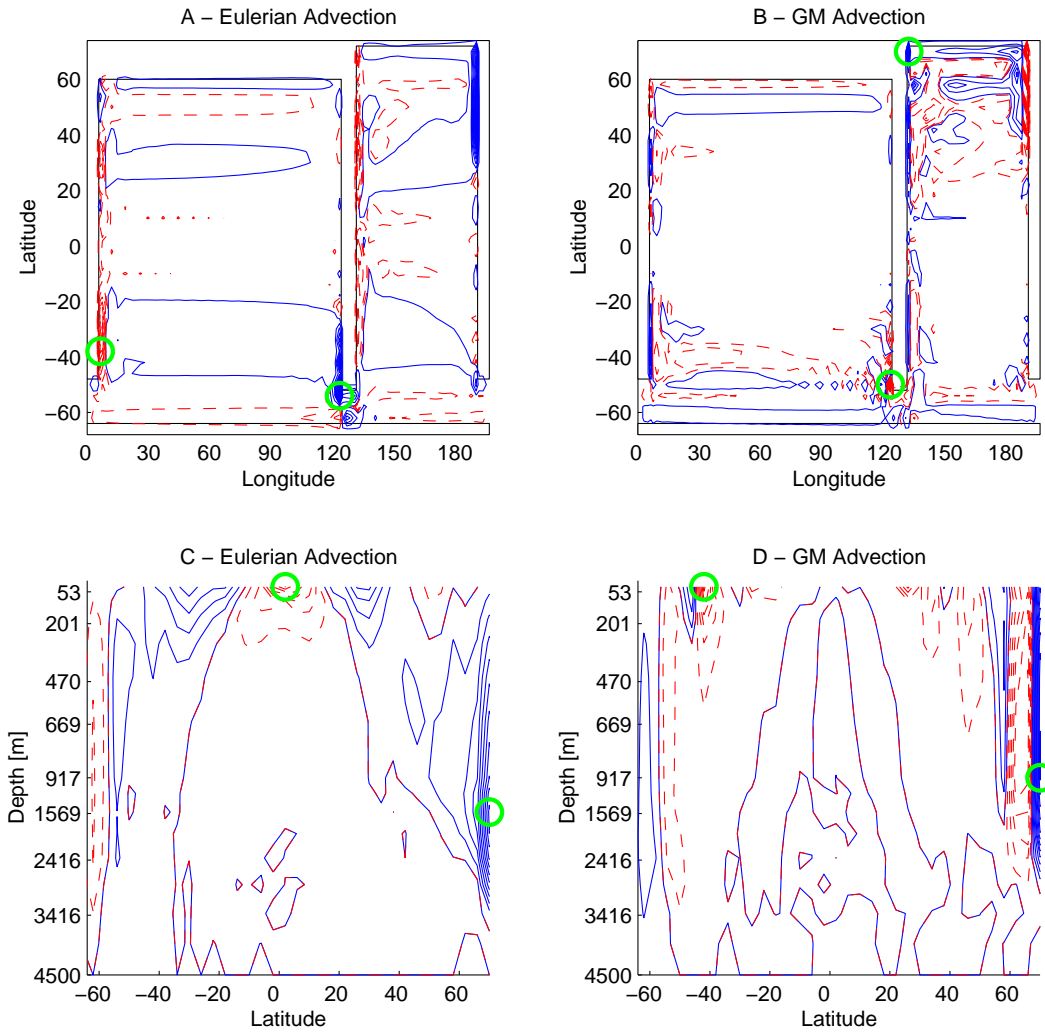 A – Eulerian Advection
B – GM Advection
Latitude
60
40
20
0
−20
−40
−60
0 30 60 90 120 150 180
Longitude
Latitude
60
40
20
0
−20
−40
−60
0 30 60 90 120 150 180
Longitude
C – Eulerian Advection
D – GM Advection
Depth [m]
53
201
470
669
917
1569
2416
3416
4500
−60 −40 −20 0 20 40 60
Latitude
Depth [m]
53
201
470
669
917
1569
2416
3416
4500
−60 −40 −20 0 20 40 60
Latitude